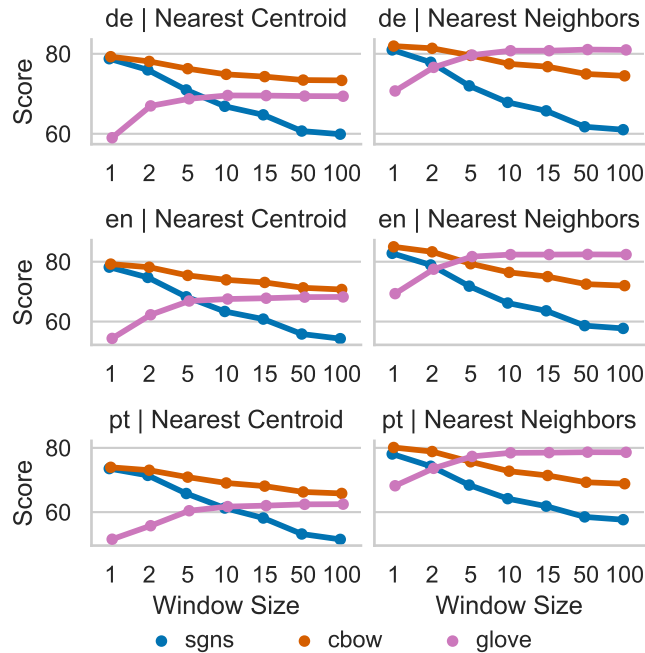 de | Nearest Centroid
de | Nearest Neighbors
Score
80
60
1 2 5 10 15 50 100
1 2 5 10 15 50 100
en | Nearest Centroid
en | Nearest Neighbors
Score
80
60
1 2 5 10 15 50 100
1 2 5 10 15 50 100
pt | Nearest Centroid
pt | Nearest Neighbors
Score
80
60
1 2 5 10 15 50 100
1 2 5 10 15 50 100
Window Size
Window Size
sgns cbow glove